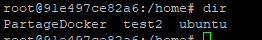 root@91e497ce82a6:/home# dir
PartageDocker  test2  ubuntu
root@91e497ce82a6:/home#